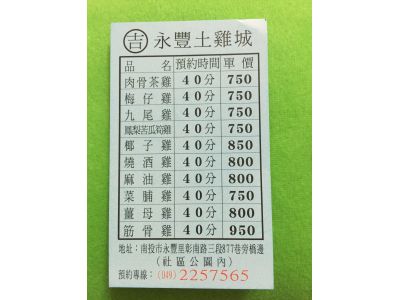 吉 永豐土雞城
品名 預約時間 單價
肉骨茶雞 40分 750
梅仔雞 40分 750
九尾雞 40分 750
鳳梨苦瓜筍雞 40分 750
椰子雞 40分 850
燒酒雞 40分 800
麻油雞 40分 800
菜脯雞 40分 750
薑母雞 40分 800
筋骨雞 40分 950
地址:南投市永豐里彰南路三段877巷旁橋邊
(社區公園內)
預約專線:(049)2257565